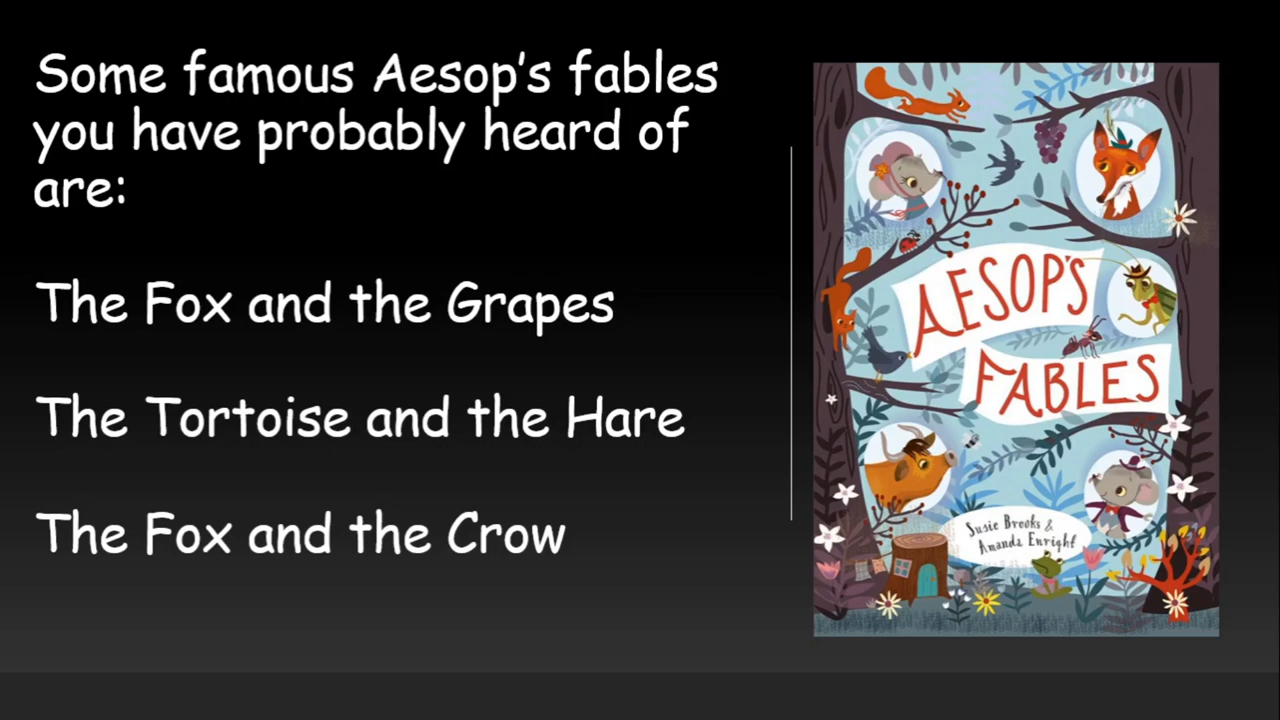 Some famous Aesop's fables
you have probably heard of
are:
The Fox and the Grapes
The Tortoise and the Hare
The Fox and the Crow
AESOP'S
FABLES
Susie Brooks &
Amanda Enright